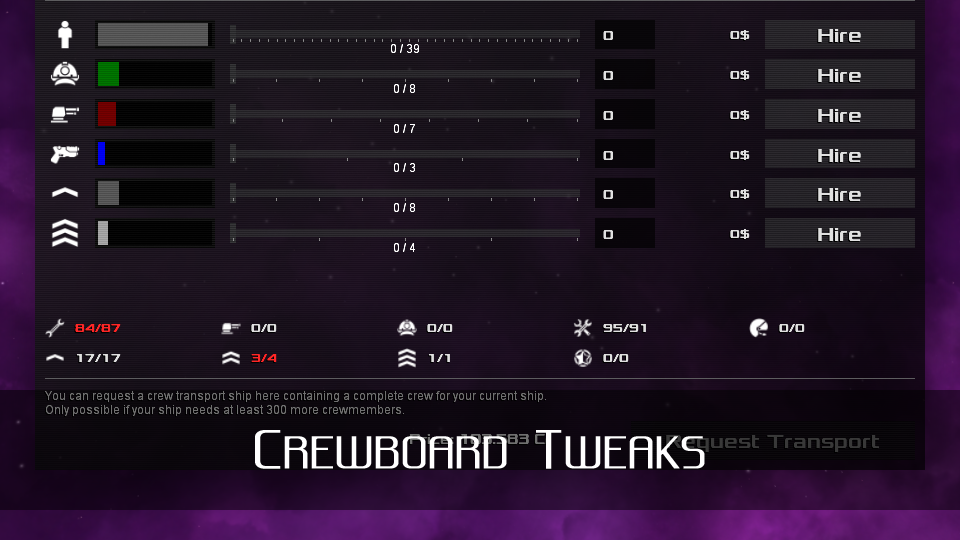 0 / 39 0 0$ Hire
0 / 8 0 0$ Hire
0 / 7 0 0$ Hire
0 / 3 0 0$ Hire
0 / 8 0 0$ Hire
0 / 4 0 0$ Hire
84/87 0/0 0/0 95/91 0/0
17/17 3/4 1/1 0/0
You can request a crew transport ship here containing a complete crew for your current ship.
Only possible if your ship needs at least 300 more crewmembers.
Request Transport
Crewboard Tweaks